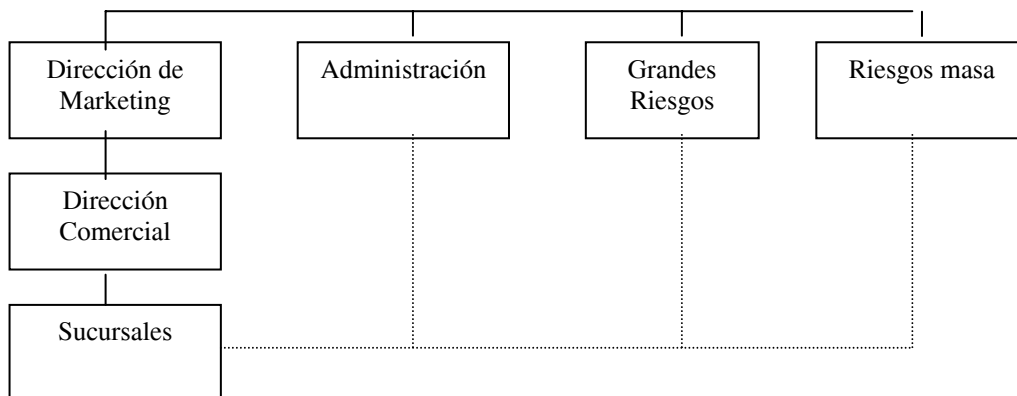 Dirección de
Marketing
Administración
Grandes
Riesgos
Riesgos masa
Dirección
Comercial
Sucursales